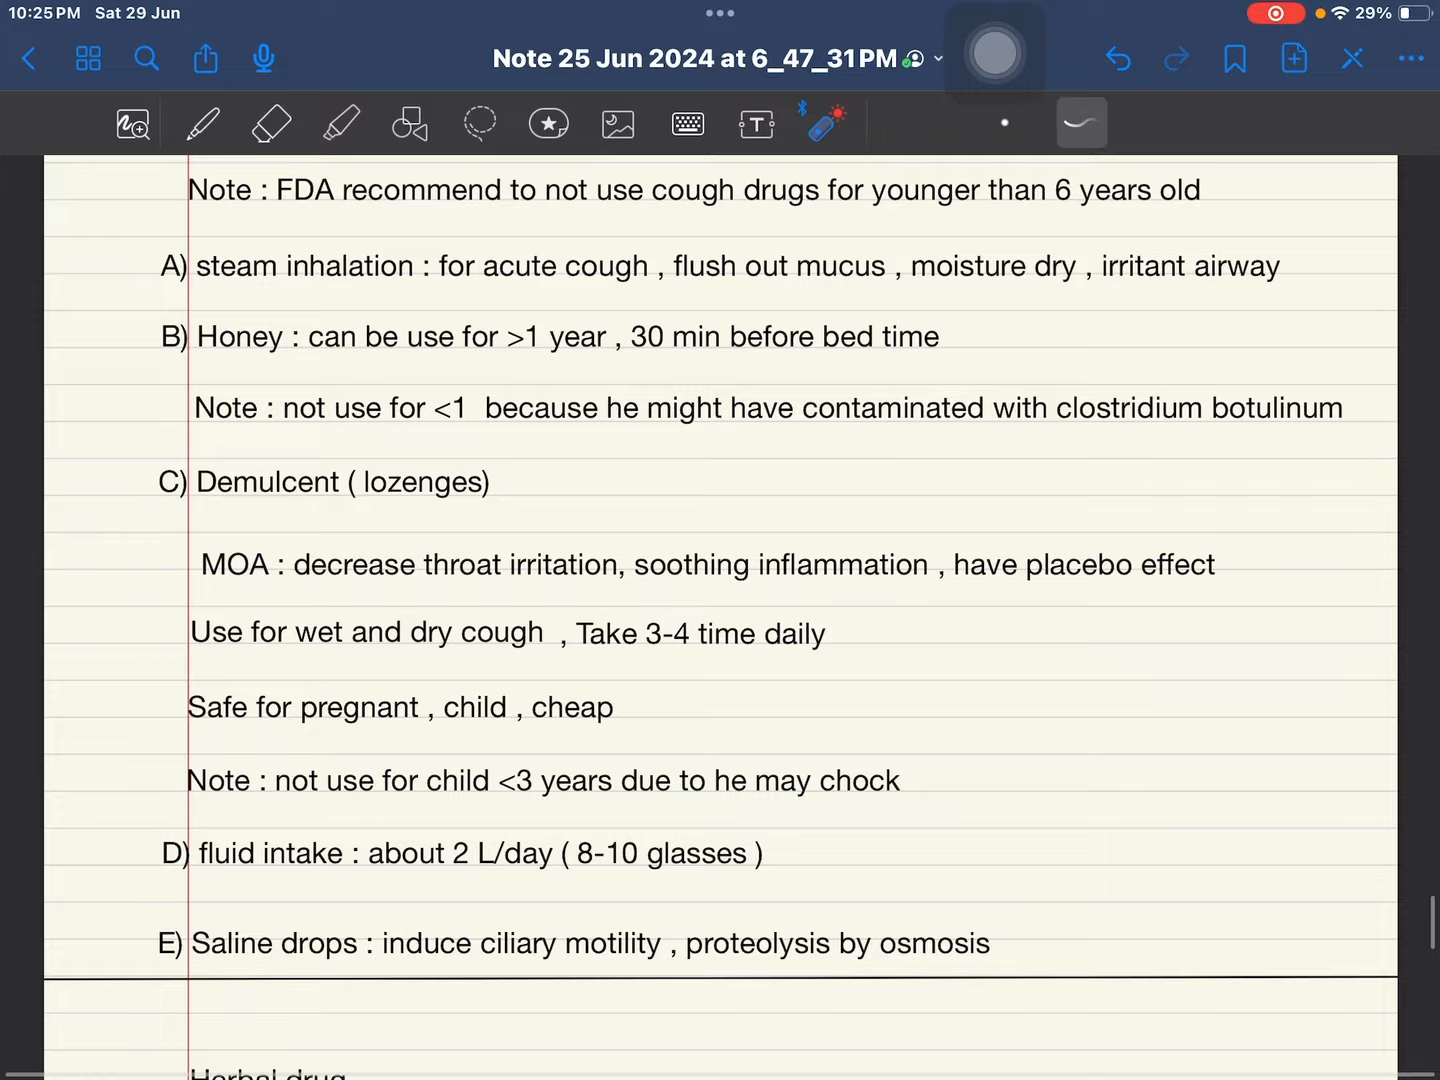 10:25 PM Sat 29 Jun
29%
Note 25 Jun 2024 at 6_47_31 PM
T
Note : FDA recommend to not use cough drugs for younger than 6 years old
A) steam inhalation : for acute cough , flush out mucus , moisture dry , irritant airway
B) Honey : can be use for >1 year , 30 min before bed time
Note : not use for <1 because he might have contaminated with clostridium botulinum
C) Demulcent ( lozenges)
MOA : decrease throat irritation, soothing inflammation , have placebo effect
Use for wet and dry cough , Take 3-4 time daily
Safe for pregnant , child , cheap
Note : not use for child <3 years due to he may chock
D) fluid intake : about 2 L/day ( 8-10 glasses )
E) Saline drops : induce ciliary motility , proteolysis by osmosis
Herbal drug